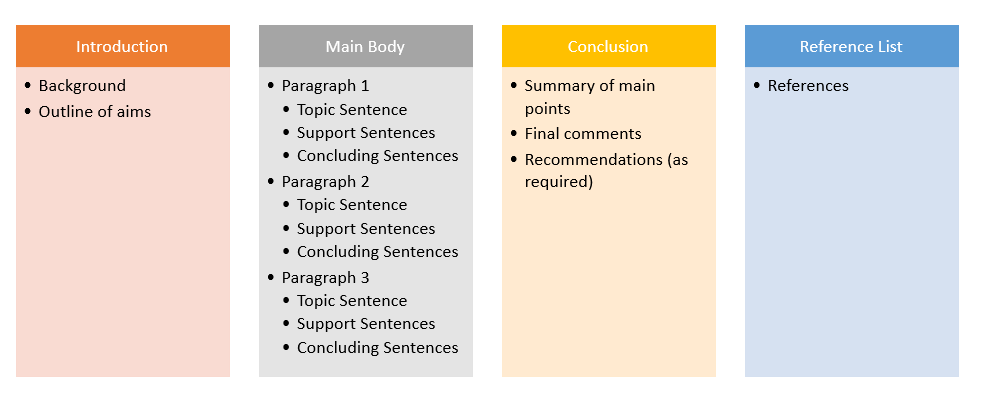 Introduction
• Background
• Outline of aims
Main Body
• Paragraph 1
• Topic Sentence
• Support Sentences
• Concluding Sentences
• Paragraph 2
• Topic Sentence
• Support Sentences
• Concluding Sentences
• Paragraph 3
• Topic Sentence
• Support Sentences
• Concluding Sentences
Conclusion
• Summary of main
points
• Final comments
• Recommendations (as
required)
Reference List
• References